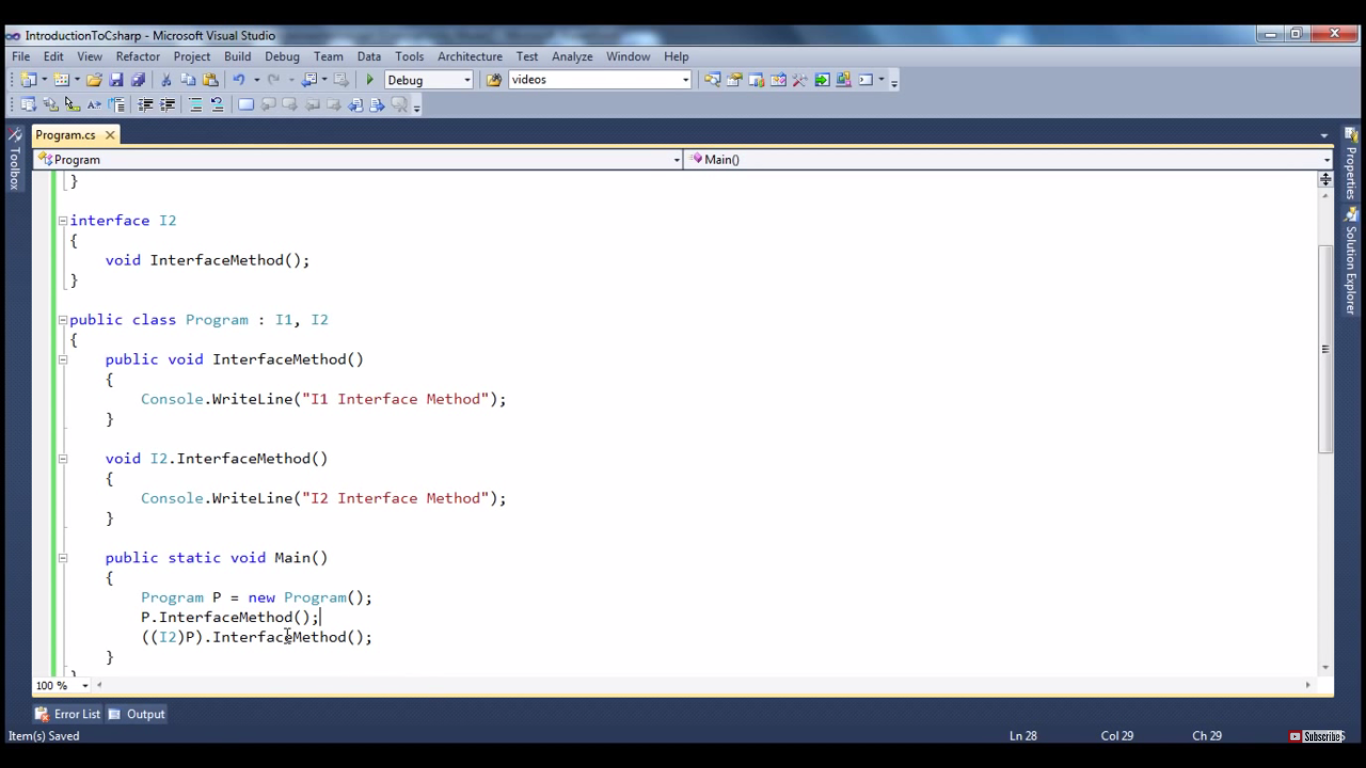 IntroductionToCsharp - Microsoft Visual Studio
File Edit View Refactor Project Build Debug Team Data Tools Architecture Test Analyze Window Help
Debug videos
Program.cs
Program Main()
Toolbox
Properties
Solution Explorer
}
interface I2
{
void InterfaceMethod();
}
public class Program : I1, I2
{
public void InterfaceMethod()
{
Console.WriteLine("I1 Interface Method");
}
void I2.InterfaceMethod()
{
Console.WriteLine("I2 Interface Method");
}
public static void Main()
{
Program P = new Program();
P.InterfaceMethod();
((I2)P).InterfaceMethod();
}
100 %
Error List Output
Item(s) Saved Ln 28 Col 29 Ch 29 Subscribe